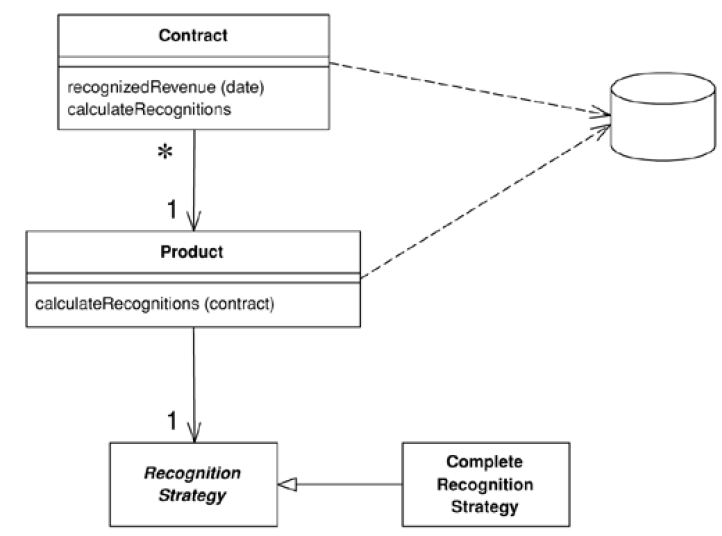 Contract
recognizedRevenue (date)
calculateRecognitions
*
1
Product
calculateRecognitions (contract)
1
Recognition
Strategy
Complete
Recognition
Strategy